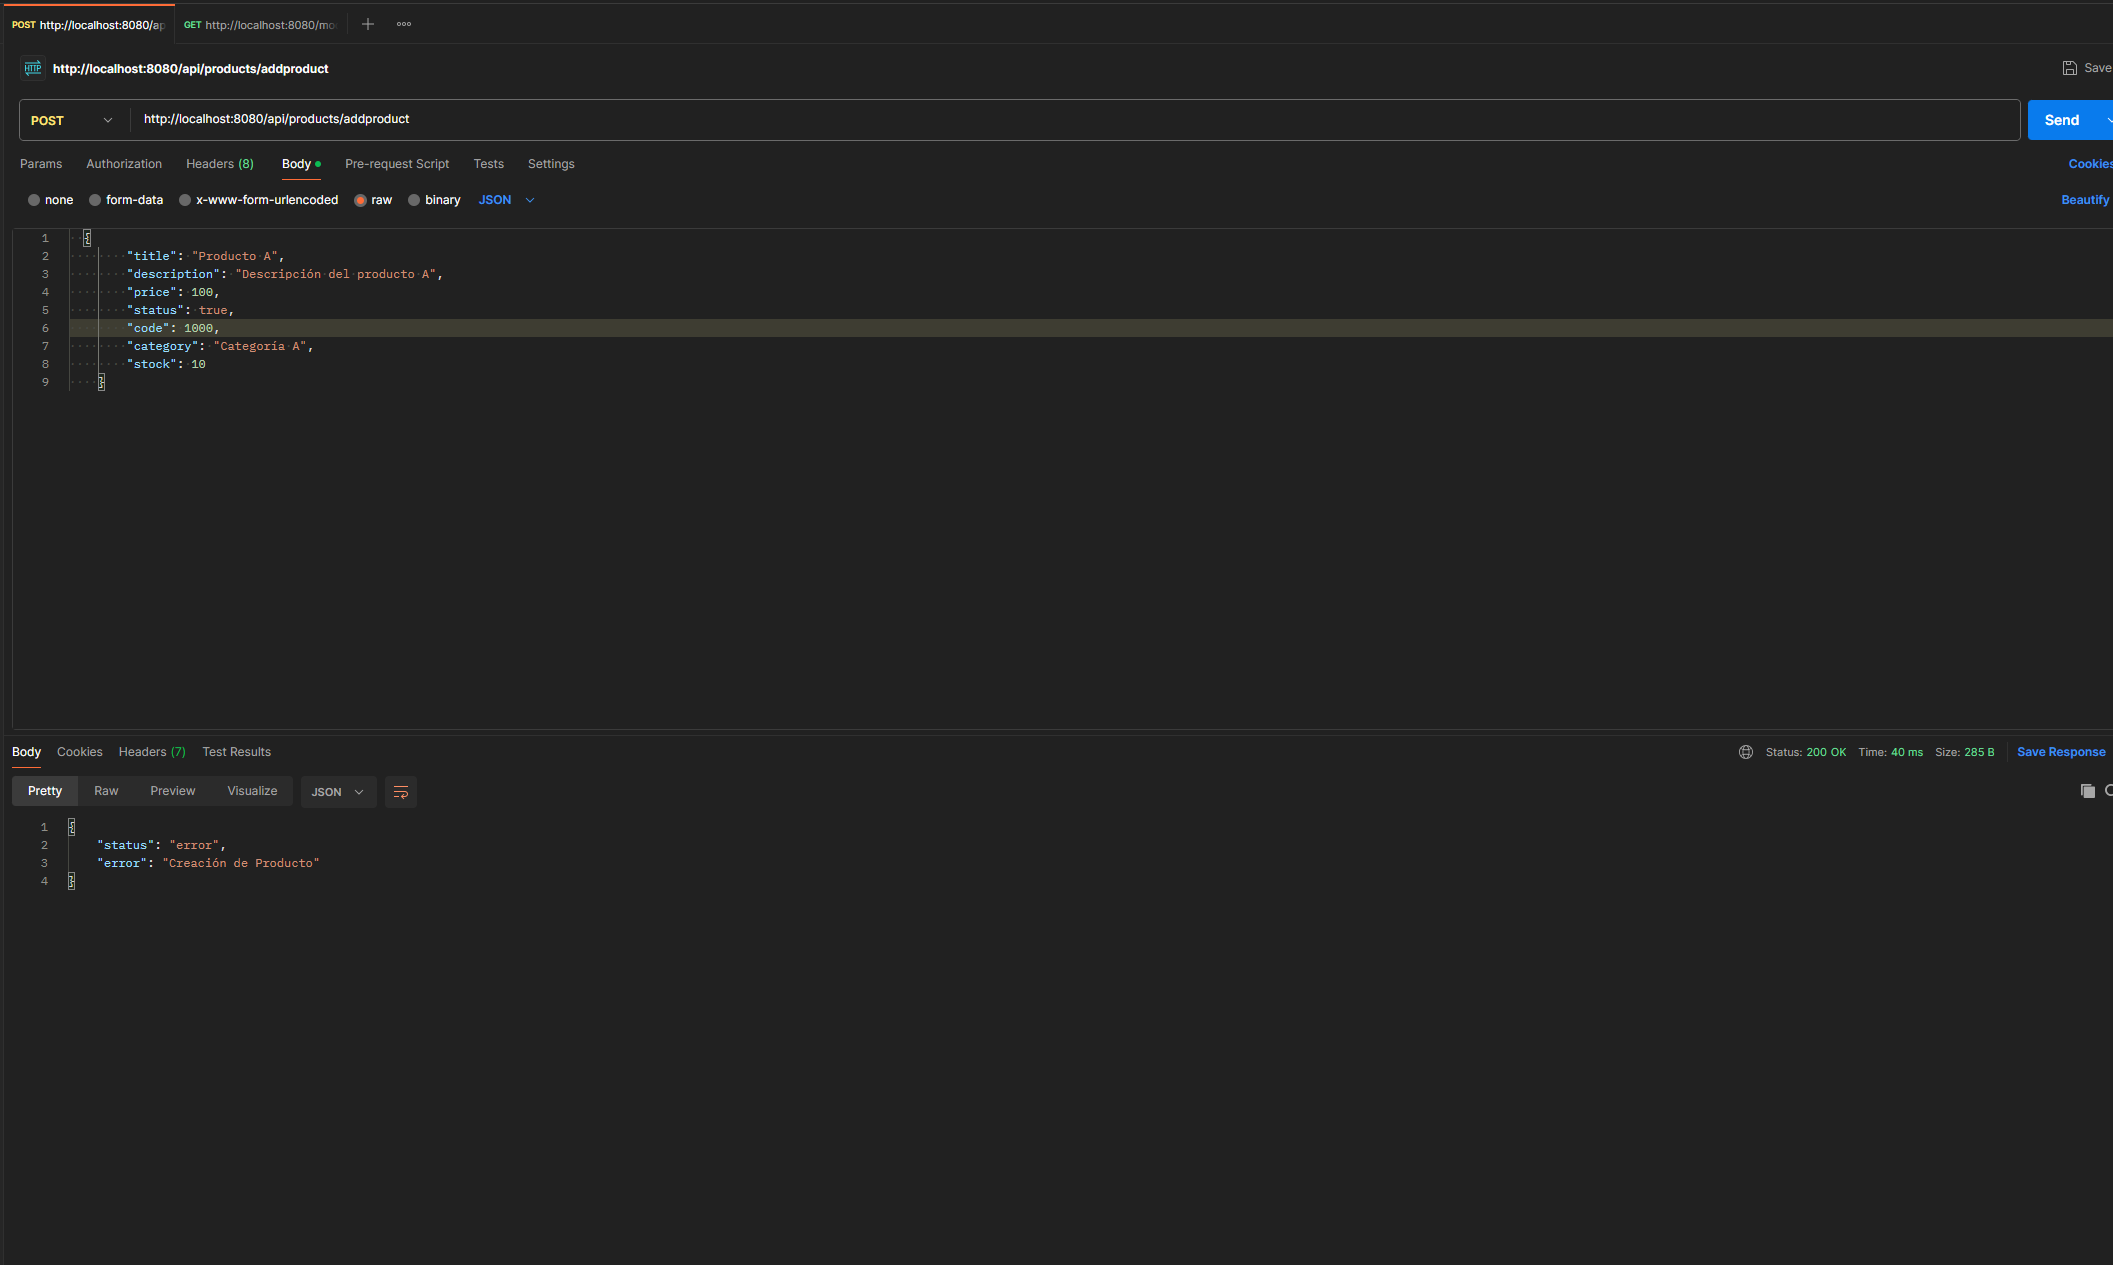 POST http://localhost:8080/ap GET http://localhost:8080/mo
HTTP http://localhost:8080/api/products/addproduct Save
POST http://localhost:8080/api/products/addproduct Send
Params Authorization Headers (8) Body Pre-request Script Tests Settings Cookies
none form-data x-www-form-urlencoded raw binary JSON Beautify
1 {
2 "title": "Producto A",
3 "description": "Descripción del producto A",
4 "price": 100,
5 "status": true,
6 "code": 1000,
7 "category": "Categoría A",
8 "stock": 10
9 }
Body Cookies Headers (7) Test Results Status: 200 OK Time: 40 ms Size: 285 B Save Response
Pretty Raw Preview Visualize JSON
1 {
2 "status": "error",
3 "error": "Creación de Producto"
4 }